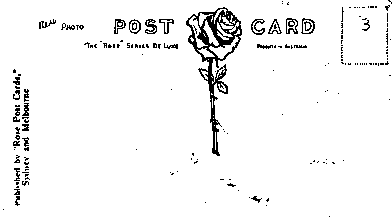 REAL PHOTO
POST CARD
THE "ROSE" SERIES DE LUXE
PRODUCED IN AUSTRALIA
3
Published by "Rose Post Cards,"
Sydney and Melbourne